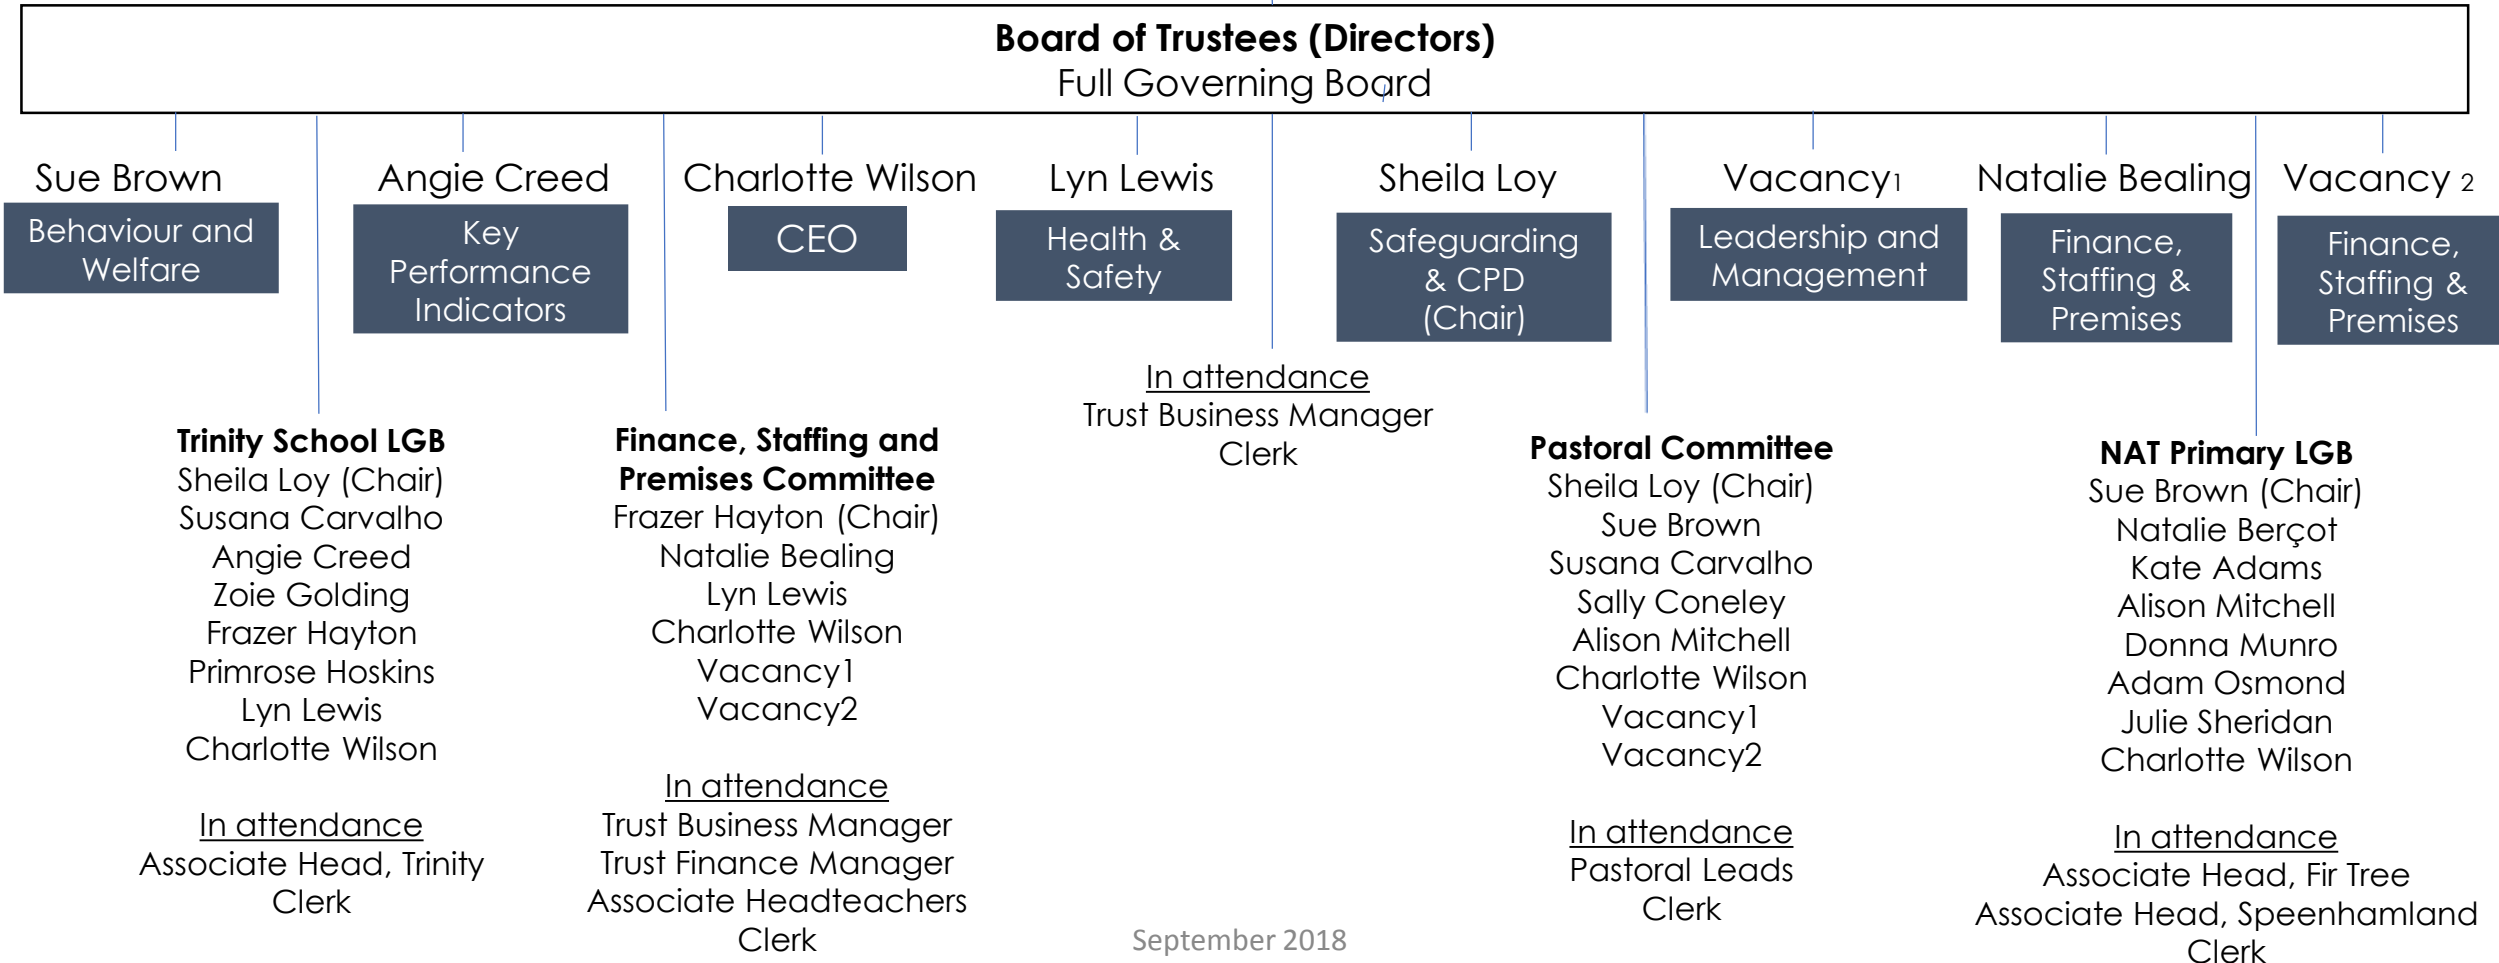 Board of Trustees (Directors)
Full Governing Board
Sue Brown
Behaviour and
Welfare
Angie Creed
Key
Performance
Indicators
Charlotte Wilson
CEO
Lyn Lewis
Health &
Safety
Sheila Loy
Safeguarding
& CPD
(Chair)
Vacancy1
Leadership and
Management
Natalie Bealing
Finance,
Staffing &
Premises
Vacancy 2
Finance,
Staffing &
Premises
In attendance
Trust Business Manager
Clerk
Trinity School LGB
Sheila Loy (Chair)
Susana Carvalho
Angie Creed
Zoie Golding
Frazer Hayton
Primrose Hoskins
Lyn Lewis
Charlotte Wilson
In attendance
Associate Head, Trinity
Clerk
Finance, Staffing and
Premises Committee
Frazer Hayton (Chair)
Natalie Bealing
Lyn Lewis
Charlotte Wilson
Vacancy1
Vacancy2
In attendance
Trust Business Manager
Trust Finance Manager
Associate Headteachers
Clerk
Pastoral Committee
Sheila Loy (Chair)
Sue Brown
Susana Carvalho
Sally Coneley
Alison Mitchell
Charlotte Wilson
Vacancy1
Vacancy2
In attendance
Pastoral Leads
Clerk
NAT Primary LGB
Sue Brown (Chair)
Natalie Berçot
Kate Adams
Alison Mitchell
Donna Munro
Adam Osmond
Julie Sheridan
Charlotte Wilson
In attendance
Associate Head, Fir Tree
Associate Head, Speenhamland
Clerk
September 2018